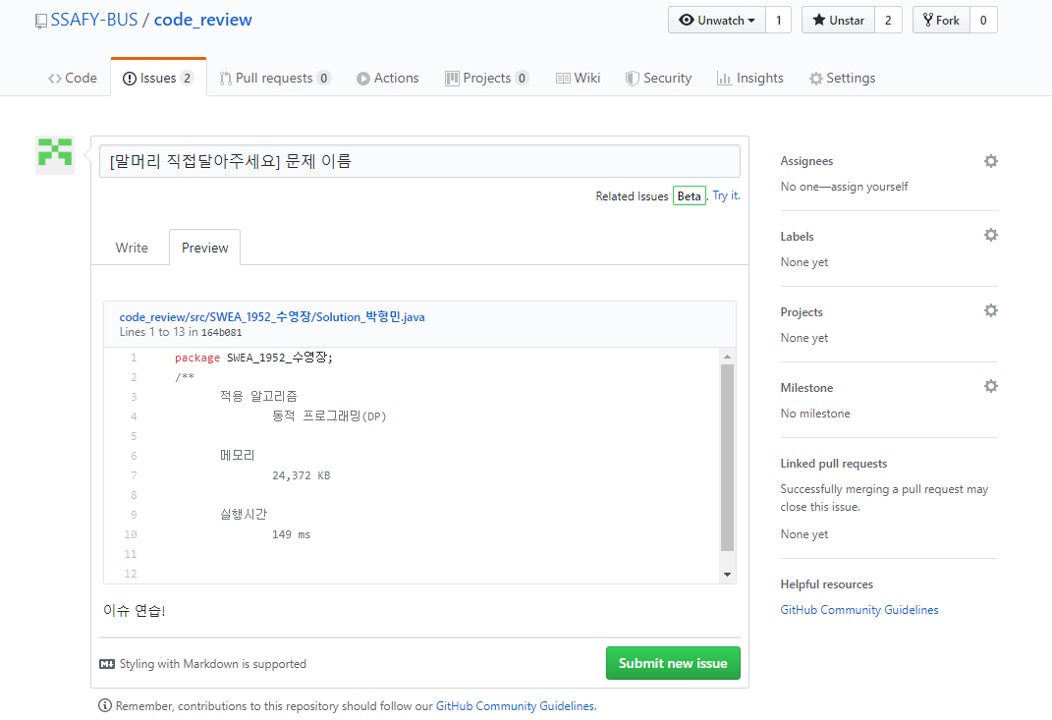 SSAFY-BUS / code_review
Unwatch 1 Unstar 2 Fork 0
Code Issues 2 Pull requests 0 Actions Projects 0 Wiki Security Insights Settings
[말머리 직접달아주세요] 문제 이름
Related Issues Beta. Try it.
Write Preview
code_review/src/SWEA_1952_수영장/Solution_박형민.java
Lines 1 to 13 in 164b081
1 package SWEA_1952_수영장;
2 /**
3 적용 알고리즘
4 동적 프로그래밍(DP)
5
6 메모리
7 24,372 KB
8
9 실행시간
10 149 ms
11
12
이슈 연습!
Styling with Markdown is supported
Submit new issue
Remember, contributions to this repository should follow our GitHub Community Guidelines.
Assignees
No one—assign yourself
Labels
None yet
Projects
None yet
Milestone
No milestone
Linked pull requests
Successfully merging a pull request may
close this issue.
None yet
Helpful resources
GitHub Community Guidelines